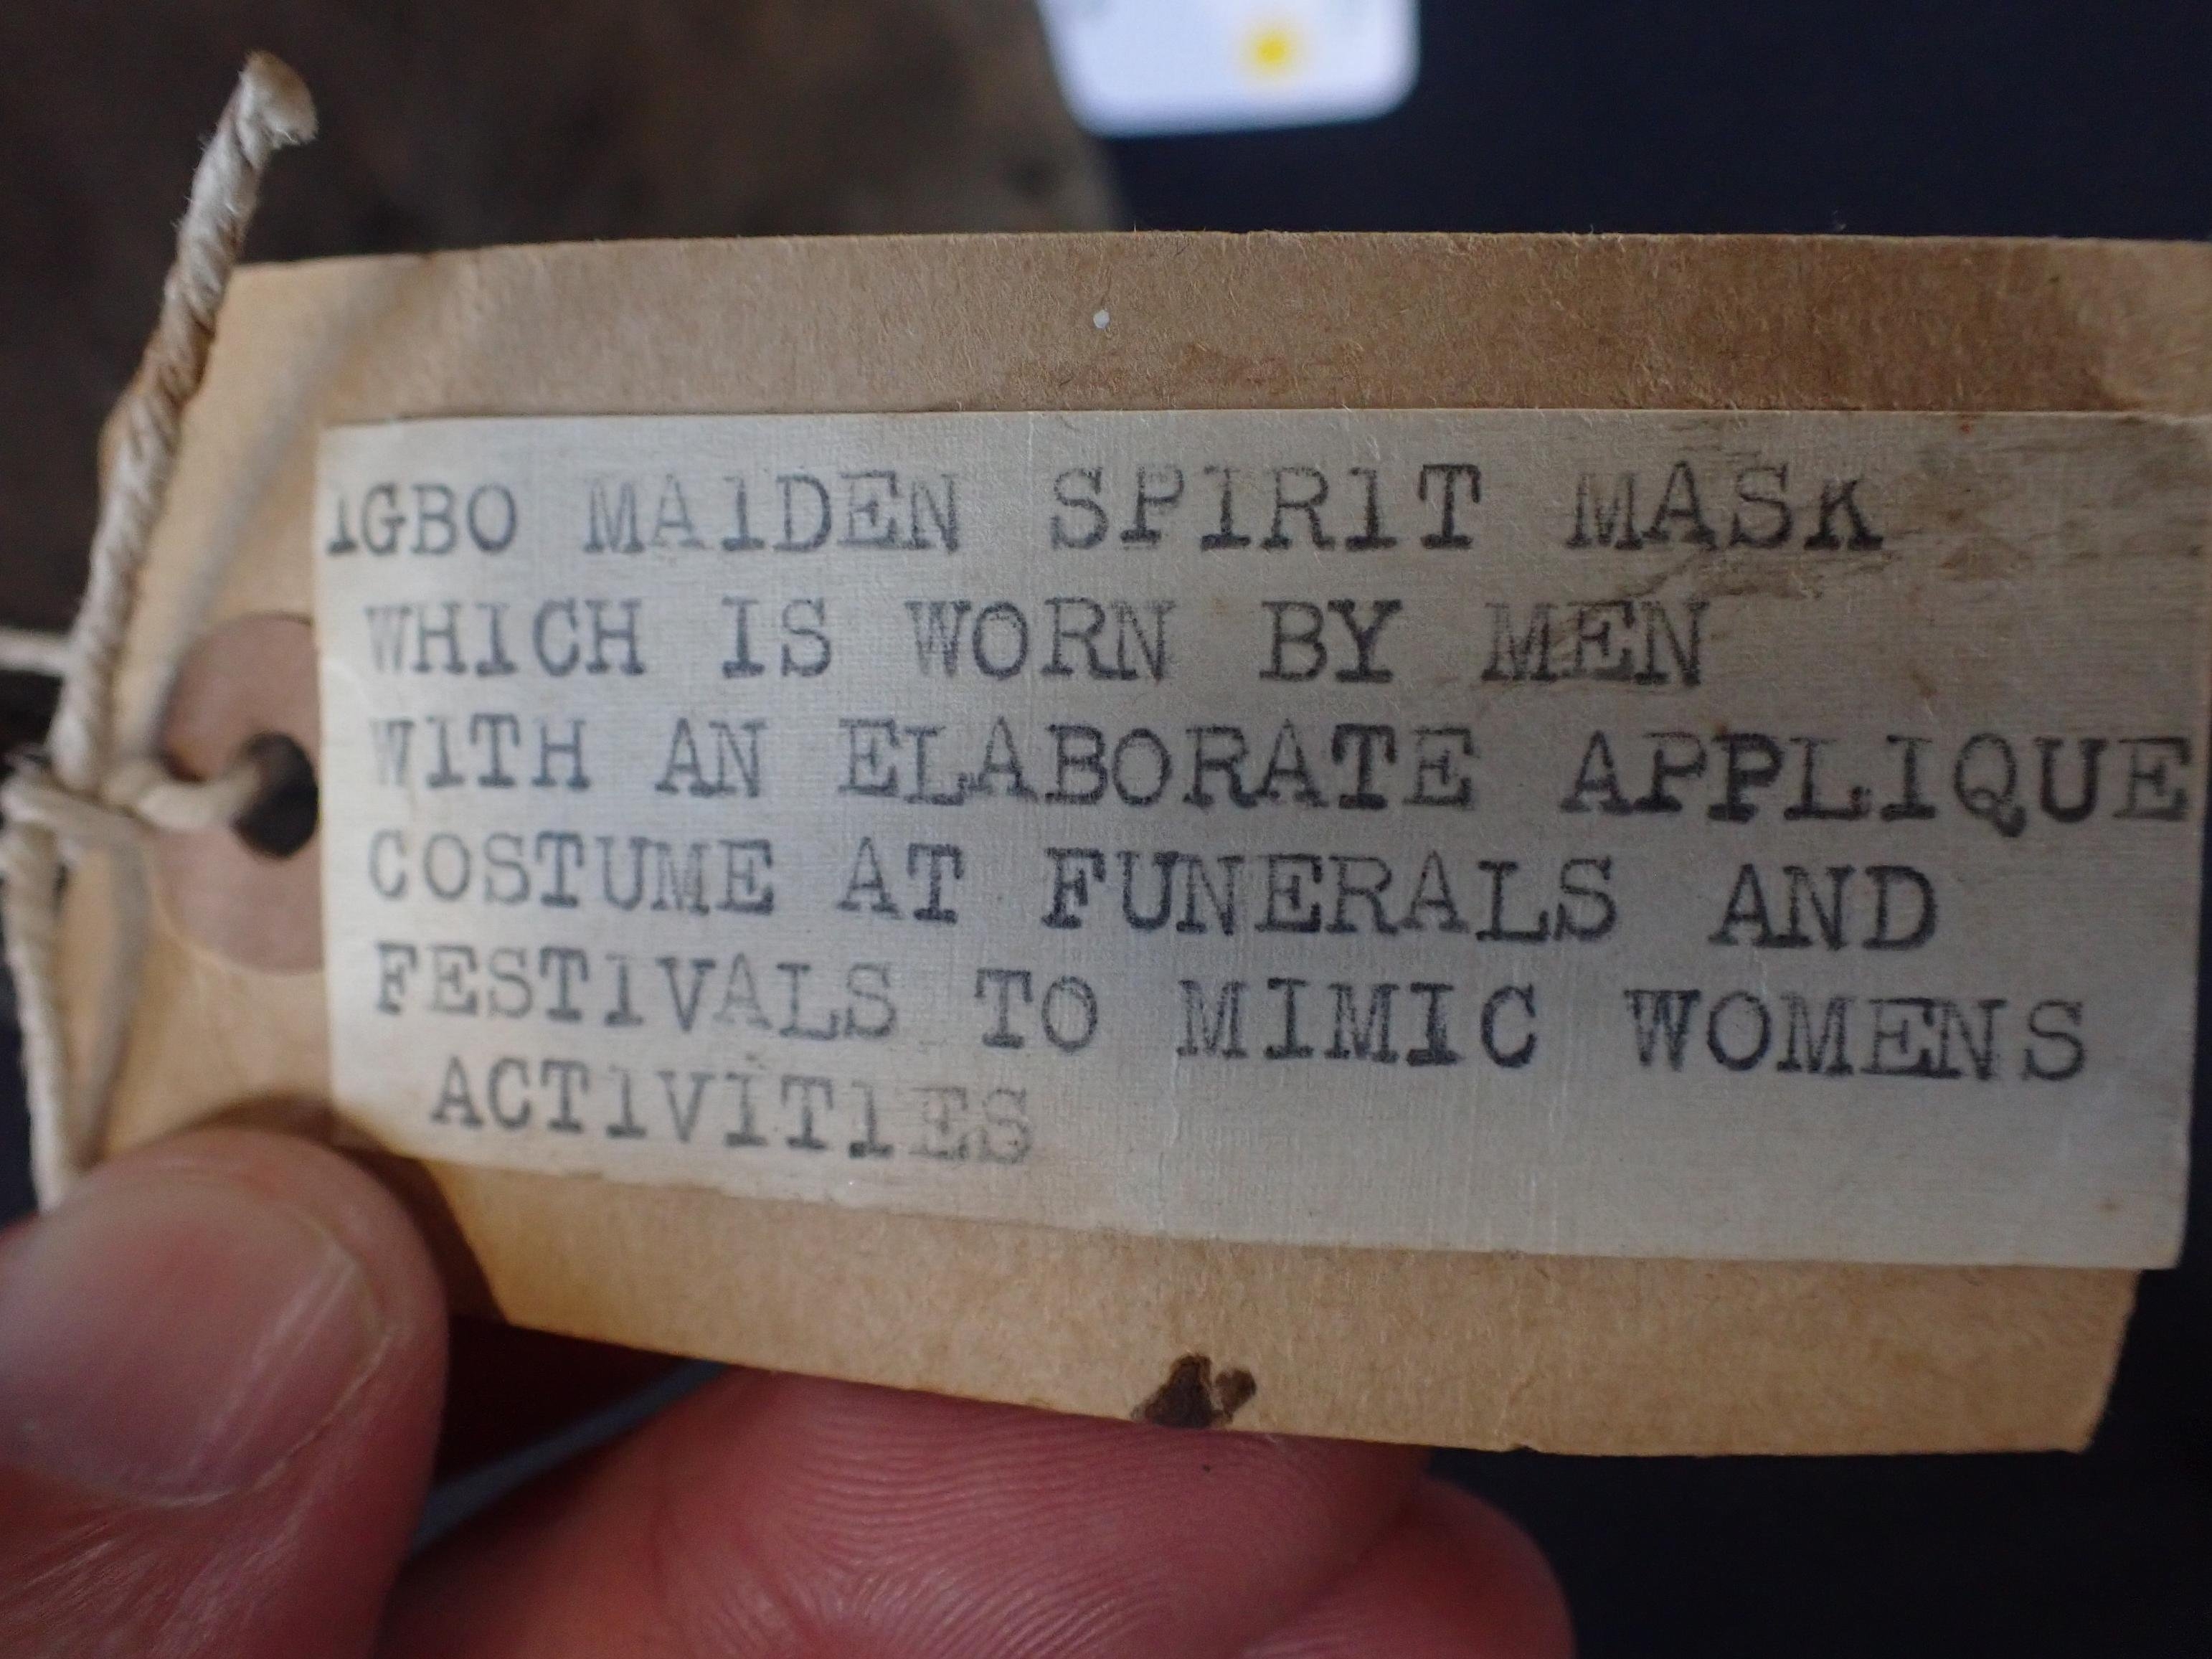 IGBO MAIDEN SPIRIT MASK
WHICH IS WORN BY MEN
WITH AN ELABORATE APPLIQUE
COSTUME AT FUNERALS AND
FESTIVALS TO MIMIC WOMENS
ACTIVITIES